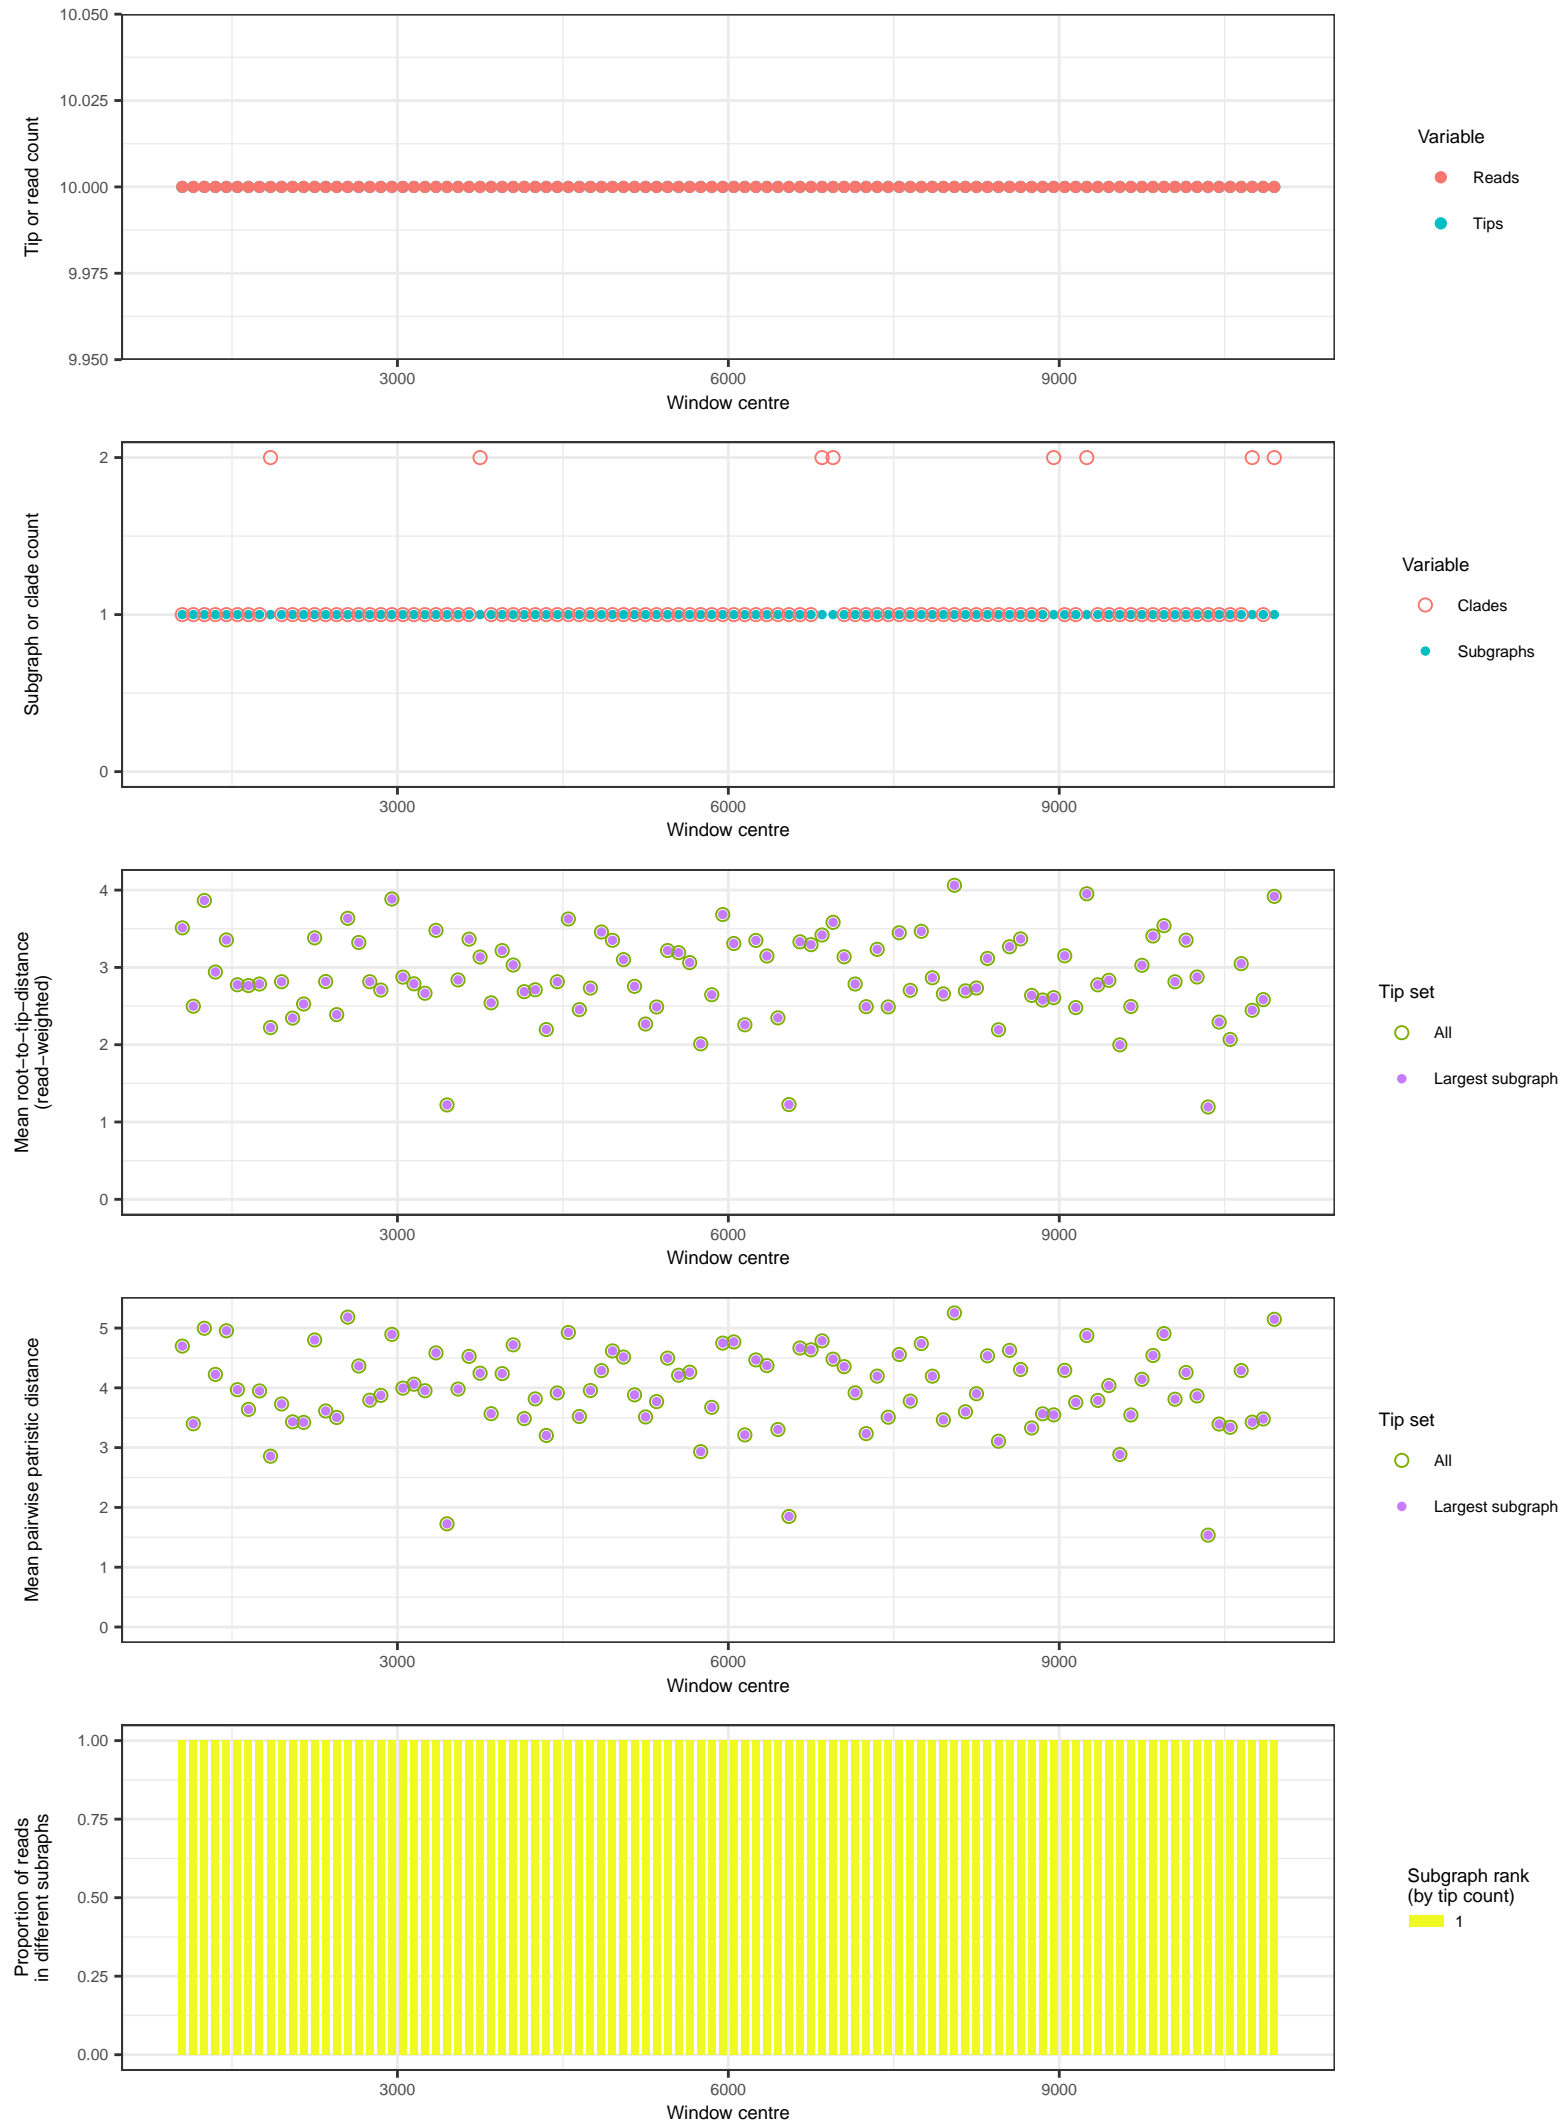 10.050
10.025
10.000
9.975
9.950
Tip or read count
3000 6000 9000
Window centre
Variable
Reads
Tips
2
1
0
Subgraph or clade count
3000 6000 9000
Window centre
Variable
Clades
Subgraphs
4
3
2
1
0
Mean root−to−tip−distance
(read−weighted)
3000 6000 9000
Window centre
Tip set
All
Largest subgraph
5
4
3
2
1
0
Mean pairwise patristic distance
3000 6000 9000
Window centre
Tip set
All
Largest subgraph
1.00
0.75
0.50
0.25
0.00
Proportion of reads
in different subraphs
3000 6000 9000
Window centre
Subgraph rank
(by tip count)
1